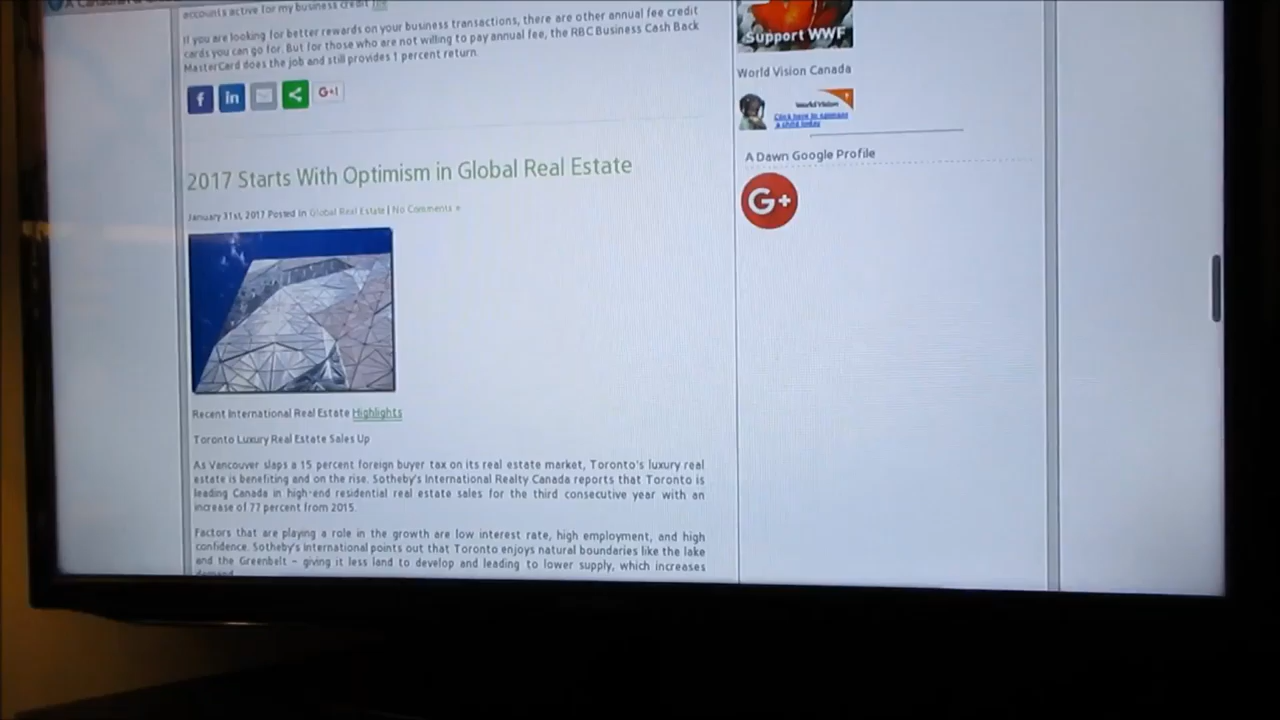 accounts active for my business credit
If you are looking for better rewards on your business transactions, there are other annual fee credit
cards you can go for. But for those who are not willing to pay annual fee, the RBC Business Cash Back
MasterCard does the job and still provides 1 percent return.
f in G+1
2017 Starts With Optimism in Global Real Estate
January 31st, 2017 Posted in Global Real Estate | No Comments »
Recent International Real Estate Highlights
Toronto Luxury Real Estate Sales Up
As Vancouver slaps a 15 percent foreign buyer tax on its real estate market, Toronto's luxury real
estate is benefiting and on the rise. Sotheby's International Realty Canada reports that Toronto is
leading Canada in high-end residential real estate sales for the third consecutive year with an
increase of 77 percent from 2015.
Factors that are playing a role in the growth are low interest rate, high employment, and high
confidence. Sotheby's International points out that Toronto enjoys natural boundaries like the lake
and the Greenbelt – giving it less land to develop and leading to lower supply, which increases
demand
Support WWF
World Vision Canada
World Vision
Click here to sponsor
a child today
A Dawn Google Profile
G+